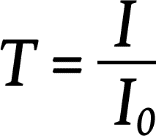 T = I / I₀